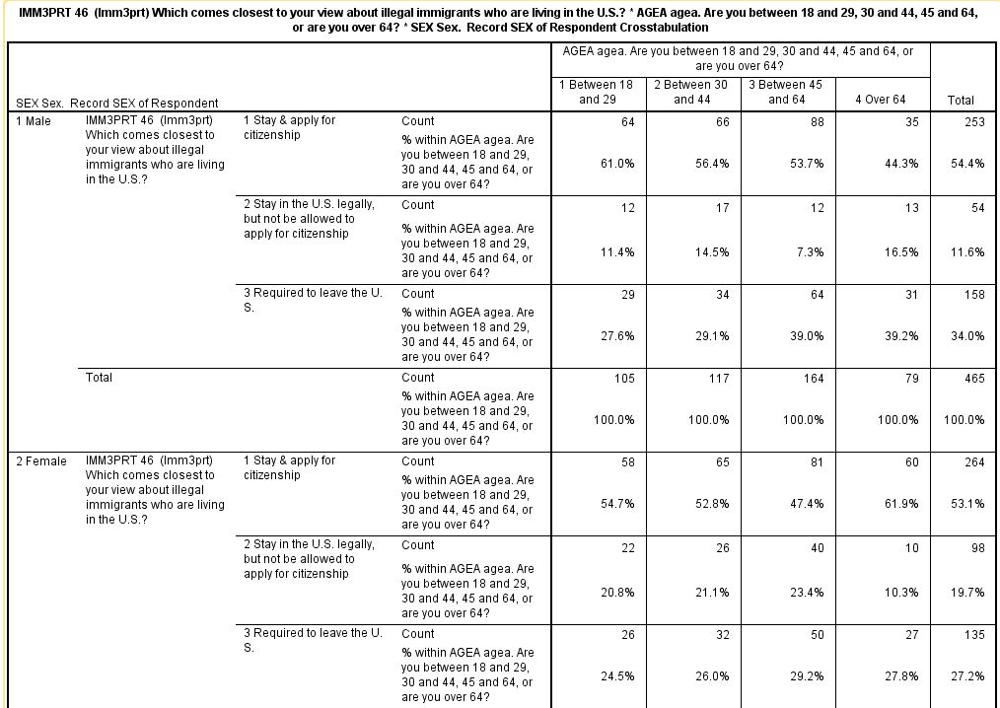 IMM3PRT 46 (Imm3prt) Which comes closest to your view about illegal immigrants who are living in the U.S.? * AGEA agea. Are you between 18 and 29, 30 and 44, 45 and 64,
or are you over 64? * SEX Sex. Record SEX of Respondent Crosstabulation
AGEA agea. Are you between 18 and 29, 30 and 44, 45 and 64, or
are you over 64?
SEX Sex. Record SEX of Respondent
1 Between 18
and 29
2 Between 30
and 44
3 Between 45
and 64
4 Over 64
Total
1 Male
IMM3PRT 46 (Imm3prt)
Which comes closest to
your view about illegal
immigrants who are living
in the U.S.?
1 Stay & apply for
citizenship
Count 64 66 88 35 253
% within AGEA agea. Are
you between 18 and 29,
30 and 44, 45 and 64, or
are you over 64?
61.0% 56.4% 53.7% 44.3% 54.4%
2 Stay in the U.S. legally,
but not be allowed to
apply for citizenship
Count 12 17 12 13 54
% within AGEA agea. Are
you between 18 and 29,
30 and 44, 45 and 64, or
are you over 64?
11.4% 14.5% 7.3% 16.5% 11.6%
3 Required to leave the U.
S.
Count 29 34 64 31 158
% within AGEA agea. Are
you between 18 and 29,
30 and 44, 45 and 64, or
are you over 64?
27.6% 29.1% 39.0% 39.2% 34.0%
Total
Count 105 117 164 79 465
% within AGEA agea. Are
you between 18 and 29,
30 and 44, 45 and 64, or
are you over 64?
100.0% 100.0% 100.0% 100.0% 100.0%
2 Female
IMM3PRT 46 (Imm3prt)
Which comes closest to
your view about illegal
immigrants who are living
in the U.S.?
1 Stay & apply for
citizenship
Count 58 65 81 60 264
% within AGEA agea. Are
you between 18 and 29,
30 and 44, 45 and 64, or
are you over 64?
54.7% 52.8% 47.4% 61.9% 53.1%
2 Stay in the U.S. legally,
but not be allowed to
apply for citizenship
Count 22 26 40 10 98
% within AGEA agea. Are
you between 18 and 29,
30 and 44, 45 and 64, or
are you over 64?
20.8% 21.1% 23.4% 10.3% 19.7%
3 Required to leave the U.
S.
Count 26 32 50 27 135
% within AGEA agea. Are
you between 18 and 29,
30 and 44, 45 and 64, or
are you over 64?
24.5% 26.0% 29.2% 27.8% 27.2%